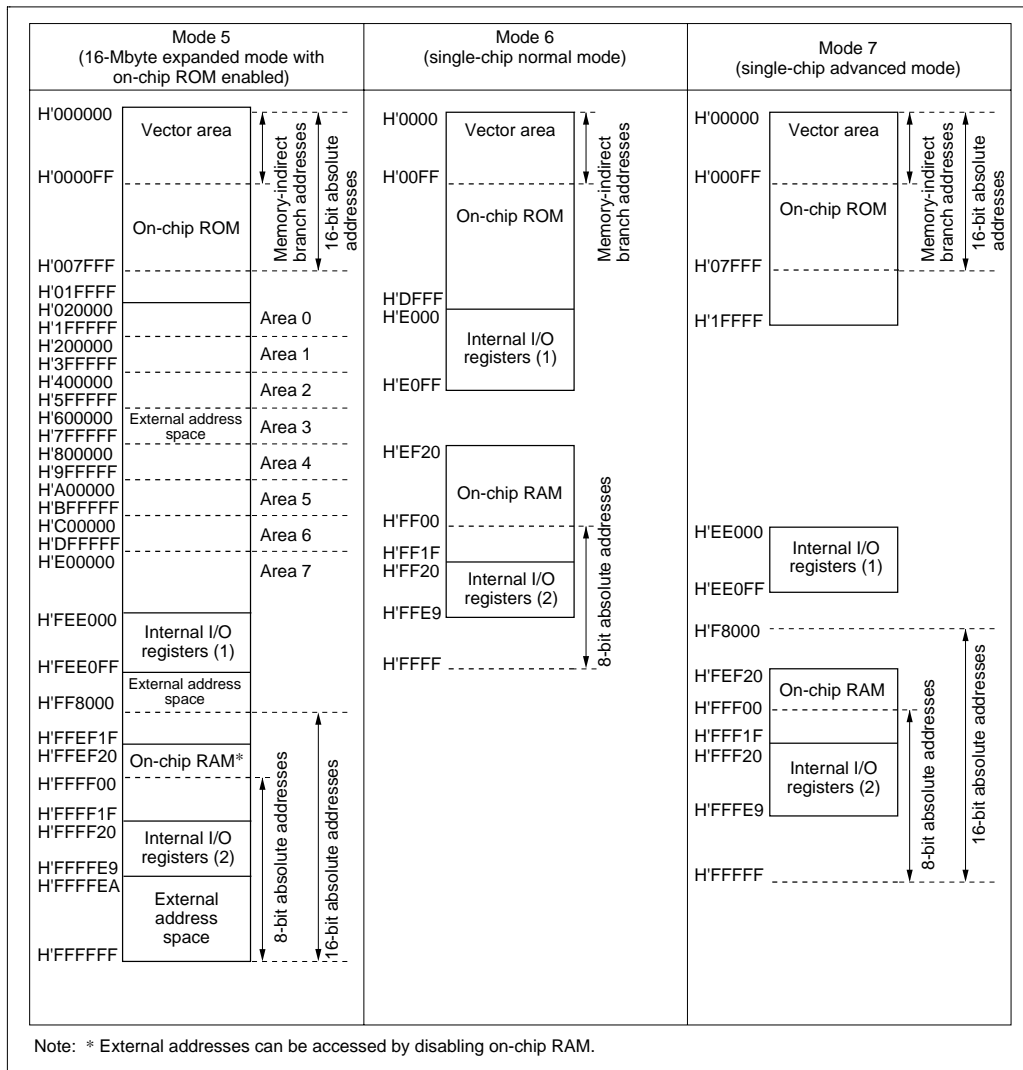 Mode 5
(16-Mbyte expanded mode with
on-chip ROM enabled)
H'000000
Vector area
H'0000FF
On-chip ROM
H'007FFF
H'01FFFF
H'020000
H'1FFFFF
H'200000
H'3FFFFF
H'400000
H'5FFFFF
H'600000
H'7FFFFF
H'800000
H'9FFFFF
H'A00000
H'BFFFFF
H'C00000
H'DFFFFF
H'E00000
External address
space
Area 0
Area 1
Area 2
Area 3
Area 4
Area 5
Area 6
Area 7
H'FEE000
Internal I/O
registers (1)
H'FEE0FF
External address
space
H'FF8000
H'FFEF1F
H'FFEF20
On-chip RAM*
H'FFFF00
H'FFFF1F
H'FFFF20
Internal I/O
registers (2)
H'FFFFE9
H'FFFFEA
External
address
space
H'FFFFFF
Memory-indirect
branch addresses
16-bit absolute
addresses
8-bit absolute addresses
16-bit absolute addresses
Mode 6
(single-chip normal mode)
H'0000
Vector area
H'00FF
On-chip ROM
H'DFFF
H'E000
Internal I/O
registers (1)
H'E0FF
H'EF20
On-chip RAM
H'FF00
H'FF1F
H'FF20
Internal I/O
registers (2)
H'FFE9
H'FFFF
Memory-indirect
branch addresses
8-bit absolute addresses
Mode 7
(single-chip advanced mode)
H'00000
Vector area
H'000FF
On-chip ROM
H'07FFF
H'1FFFF
Memory-indirect
branch addresses
16-bit absolute
addresses
H'EE000
Internal I/O
registers (1)
H'EE0FF
H'F8000
H'FEF20
On-chip RAM
H'FFF00
H'FFF1F
H'FFF20
Internal I/O
registers (2)
H'FFFE9
H'FFFFF
8-bit absolute addresses
16-bit absolute addresses
Note: * External addresses can be accessed by disabling on-chip RAM.